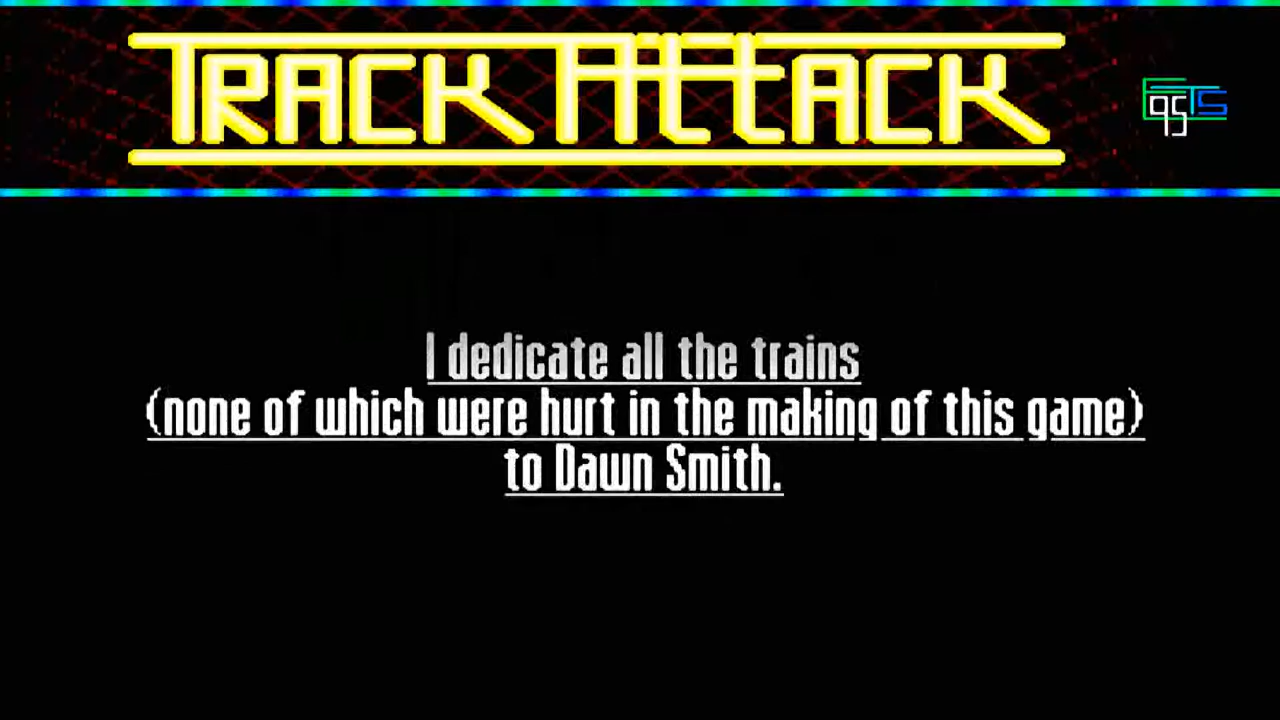 Track Attack
I dedicate all the trains
(none of which were hurt in the making of this game)
to Dawn Smith.